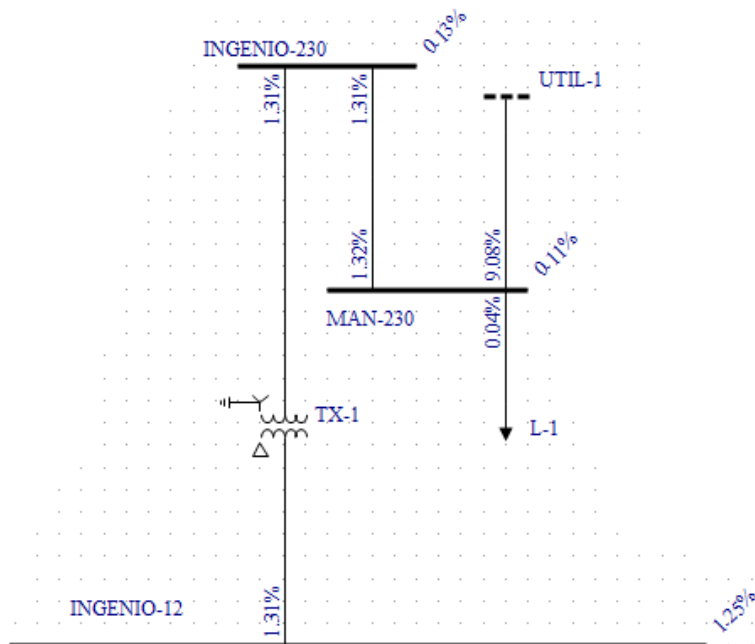 INGENIO-230
0.13%
1.31%
1.31%
UTIL-1
1.32%
9.08%
0.11%
MAN-230
0.04%
TX-1
L-1
INGENIO-12
1.31%
1.25%